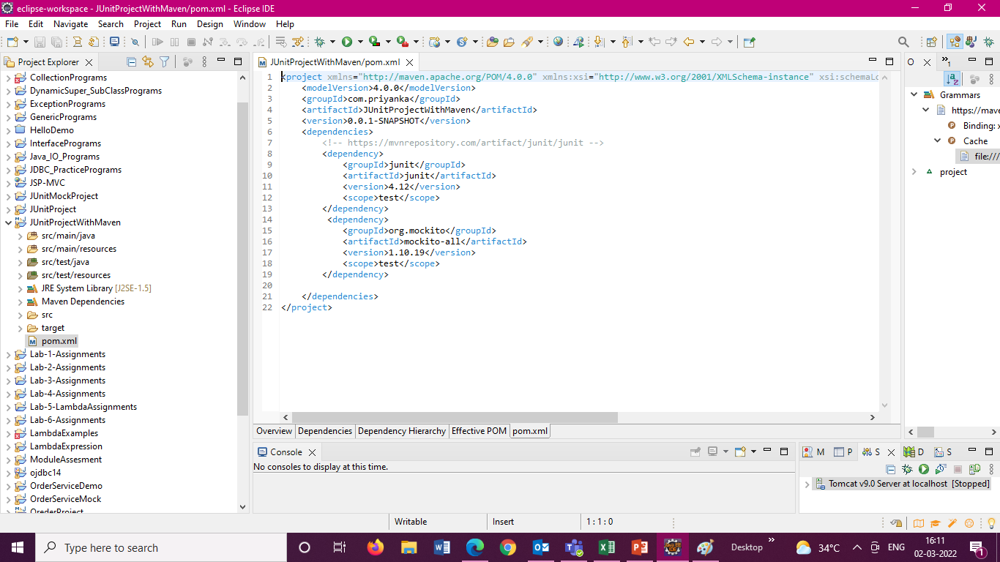 eclipse-workspace - JUnitProjectWithMaven/pom.xml - Eclipse IDE
File Edit Navigate Search Project Run Design Window Help
Project Explorer
CollectionPrograms
DynamicSuper_SubClassPrograms
ExceptionPrograms
GenericPrograms
HelloDemo
InterfacePrograms
Java_IO_Programs
JDBC_PracticePrograms
JSP-MVC
JUnitMockProject
JUnitProject
JUnitProjectWithMaven
src/main/java
src/main/resources
src/test/java
src/test/resources
JRE System Library [J2SE-1.5]
Maven Dependencies
src
target
pom.xml
Lab-1-Assignments
Lab-2-Assignments
Lab-3-Assignments
Lab-4-Assignments
Lab-5-LambdaAssignments
Lab-6-Assignments
LambdaExamples
LambdaExpression
ModuleAssesment
ojdbc14
OrderServiceDemo
OrderServiceMock
OrederProject
JUnitProjectWithMaven/pom.xml
1 <project xmlns="http://maven.apache.org/POM/4.0.0" xmlns:xsi="http://www.w3.org/2001/XMLSchema-instance" xsi:schemaLo
2 <modelVersion>4.0.0</modelVersion>
3 <groupId>com.priyanka</groupId>
4 <artifactId>JUnitProjectWithMaven</artifactId>
5 <version>0.0.1-SNAPSHOT</version>
6 <dependencies>
7 <!-- https://mvnrepository.com/artifact/junit/junit -->
8 <dependency>
9 <groupId>junit</groupId>
10 <artifactId>junit</artifactId>
11 <version>4.12</version>
12 <scope>test</scope>
13 </dependency>
14 <dependency>
15 <groupId>org.mockito</groupId>
16 <artifactId>mockito-all</artifactId>
17 <version>1.10.19</version>
18 <scope>test</scope>
19 </dependency>
20
21 </dependencies>
22 </project>
Overview Dependencies Dependency Hierarchy Effective POM pom.xml
O
1
Grammars
https://mave
Binding: x
Cache
file:///
project
Console
No consoles to display at this time.
M P S D S
Tomcat v9.0 Server at localhost [Stopped]
Writable Insert 1 : 1 : 0
Type here to search
Desktop
34°C
ENG
16:11
02-03-2022
1